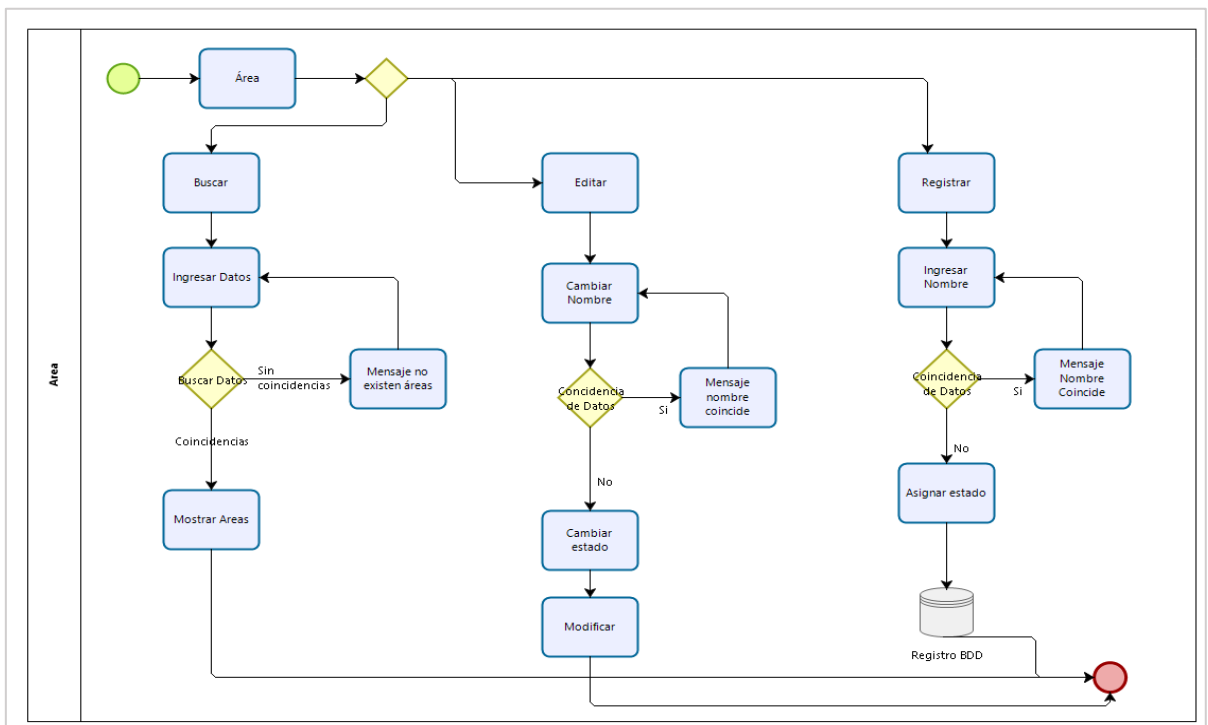 Area
Área
Buscar
Editar
Registrar
Ingresar Datos
Cambiar
Nombre
Ingresar
Nombre
Buscar Datos
Sin
coincidencias
Mensaje no
existen áreas
Concidencia
de Datos
Si
Mensaje
nombre
coincide
Coincidencia
de Datos
Si
Mensaje
Nombre
Coincide
Coincidencias
No
No
Mostrar Areas
Cambiar
estado
Asignar estado
Modificar
Registro BDD